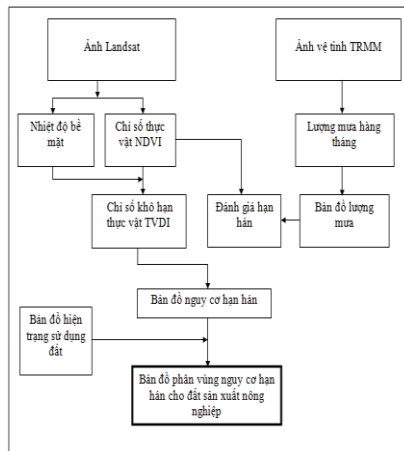 Ảnh Landsat
Ảnh vệ tinh TRMM
Nhiệt độ bề
mặt
Chỉ số thực
vật NDVI
Lượng mưa hàng
tháng
Chỉ số khô hạn
thực vật TVDI
Đánh giá hạn
hán
Bản đồ lượng
mưa
Bản đồ nguy cơ hạn hán
Bản đồ hiện
trạng sử dụng
đất
Bản đồ phân vùng nguy cơ hạn
hán cho đất sản xuất nông
nghiệp